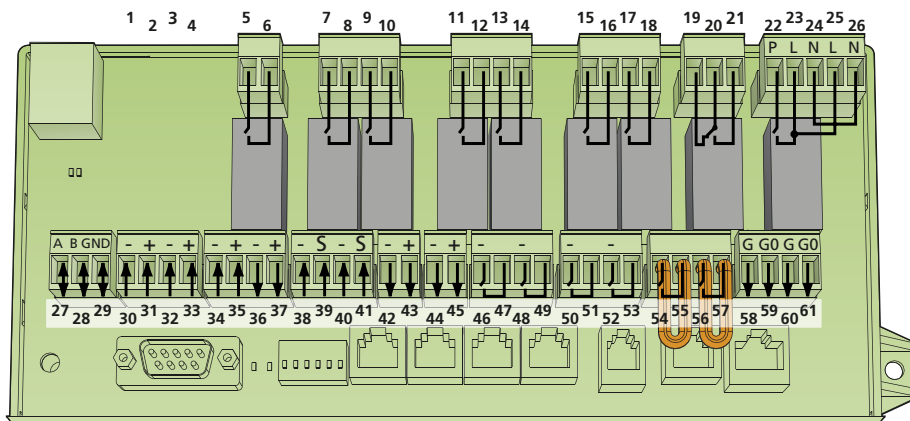 1 2 3 4 5 6 7 8 9 10 11 12 13 14 15 16 17 18 19 20 21 22 23 24 25 26
P L N L N
A B GND - + - + - + - + - S - S - + - + - - - - G G0 G G0
27 28 29 30 31 32 33 34 35 36 37 38 39 40 41 42 43 44 45 46 47 48 49 50 51 52 53 54 55 56 57 58 59 60 61